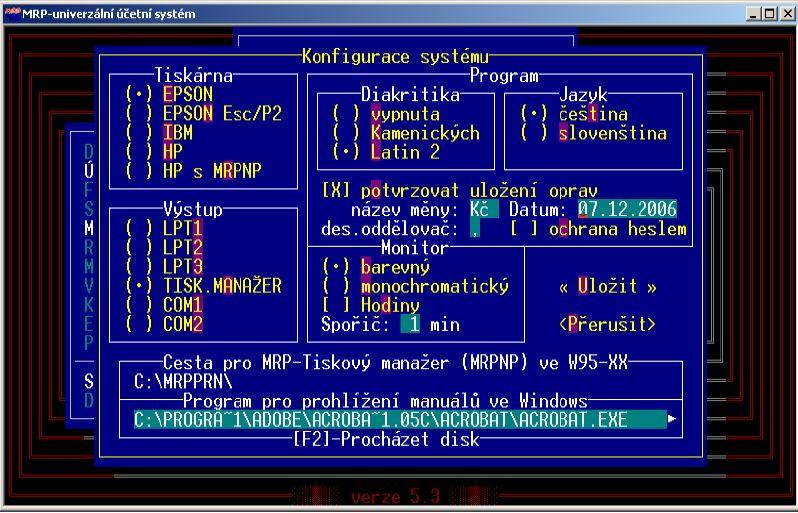 MRP-univerzální účetní systém
Konfigurace systému
Tiskárna
(·) EPSON
( ) EPSON Esc/P2
( ) IBM
( ) HP
( ) HP s MRPNP
Výstup
( ) LPT1
( ) LPT2
( ) LPT3
(·) TISK.MANAŽER
( ) COM1
( ) COM2
Program
Diakritika
( ) vypnuta
( ) Kamenických
(·) Latin 2
Jazyk
(·) čeština
( ) slovenština
[X] potvrzovat uložení oprav
název měny: Kč Datum: 07.12.2006
des.oddělovač: , [ ] ochrana heslem
Monitor
(·) barevný
( ) monochromatický
[ ] Hodiny
Spořič: 1 min
« Uložit »
<Přerušit>
Cesta pro MRP-Tiskový manažer (MRPNP) ve W95-XX
C:\MRPPRN\
Program pro prohlížení manuálů ve Windows
C:\PROGRA~1\ADOBE\ACROBA~1.05C\ACROBAT\ACROBAT.EXE ►
[F2]-Procházet disk
D
Ú
F
S
M
R
M
V
K
E
P
S
D
verze 5.3